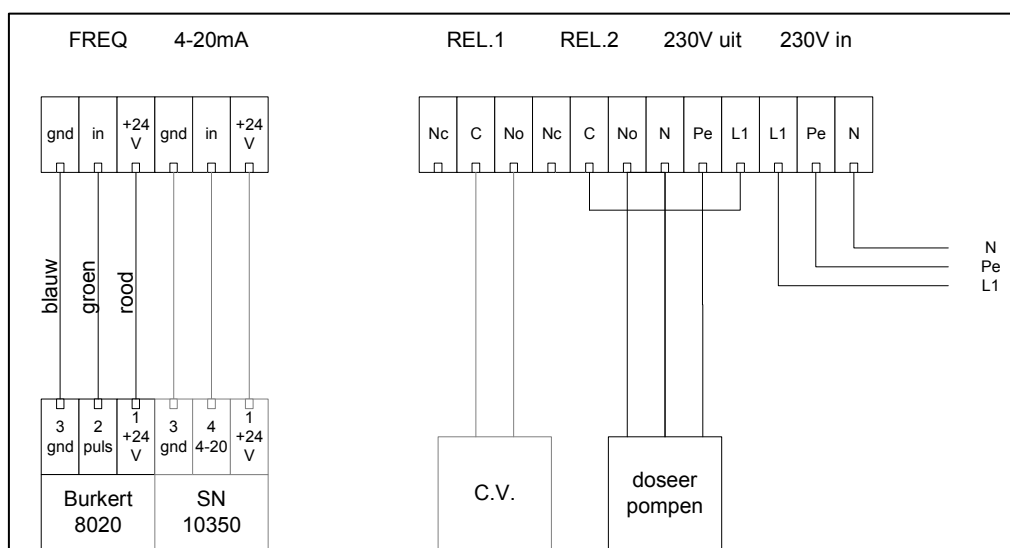 FREQ 4-20mA REL.1 REL.2 230V uit 230V in
gnd in +24 V gnd in +24 V
Nc C No Nc C No N Pe L1 L1 Pe N
blauw
groen
rood
N
Pe
L1
3 gnd
2 puls
1 +24 V
3 gnd
4 4-20
1 +24 V
Burkert
8020
SN
10350
C.V.
doseer
pompen